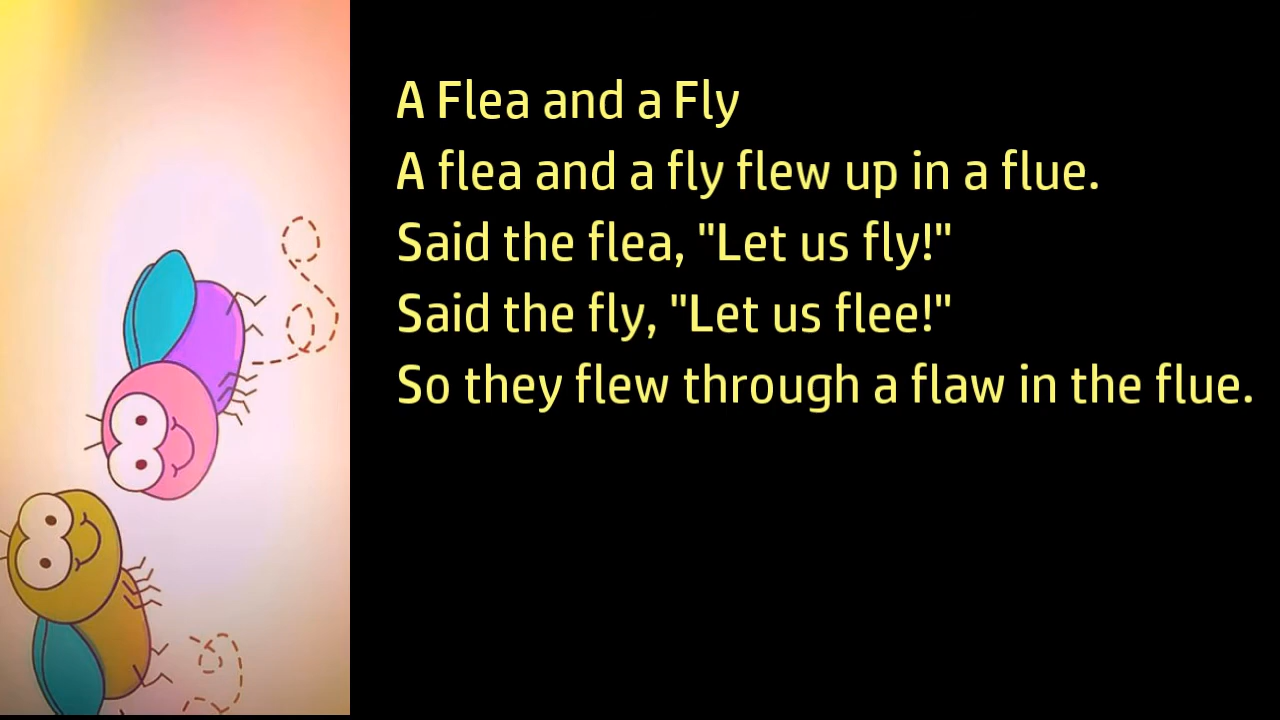 A Flea and a Fly
A flea and a fly flew up in a flue.
Said the flea, "Let us fly!"
Said the fly, "Let us flee!"
So they flew through a flaw in the flue.